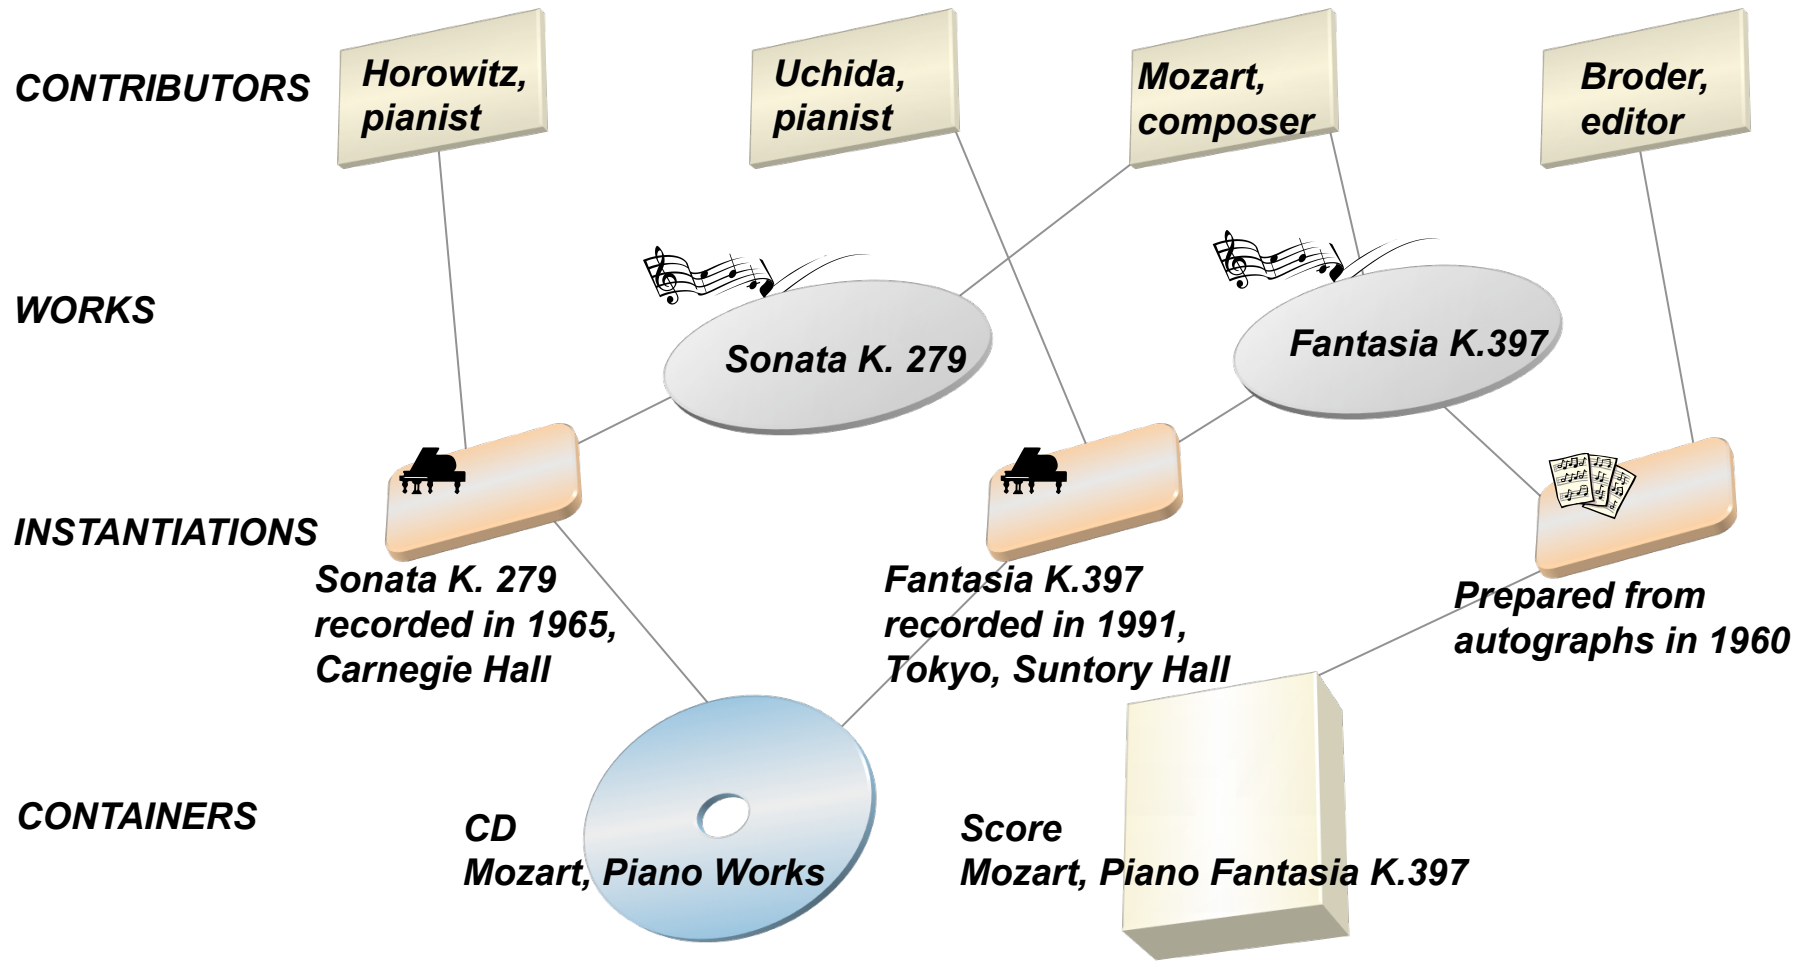 CONTRIBUTORS
Horowitz,
pianist
Uchida,
pianist
Mozart,
composer
Broder,
editor
WORKS
Sonata K. 279
Fantasia K.397
INSTANTIATIONS
Sonata K. 279
recorded in 1965,
Carnegie Hall
Fantasia K.397
recorded in 1991,
Tokyo, Suntory Hall
Prepared from
autographs in 1960
CONTAINERS
CD
Mozart, Piano Works
Score
Mozart, Piano Fantasia K.397